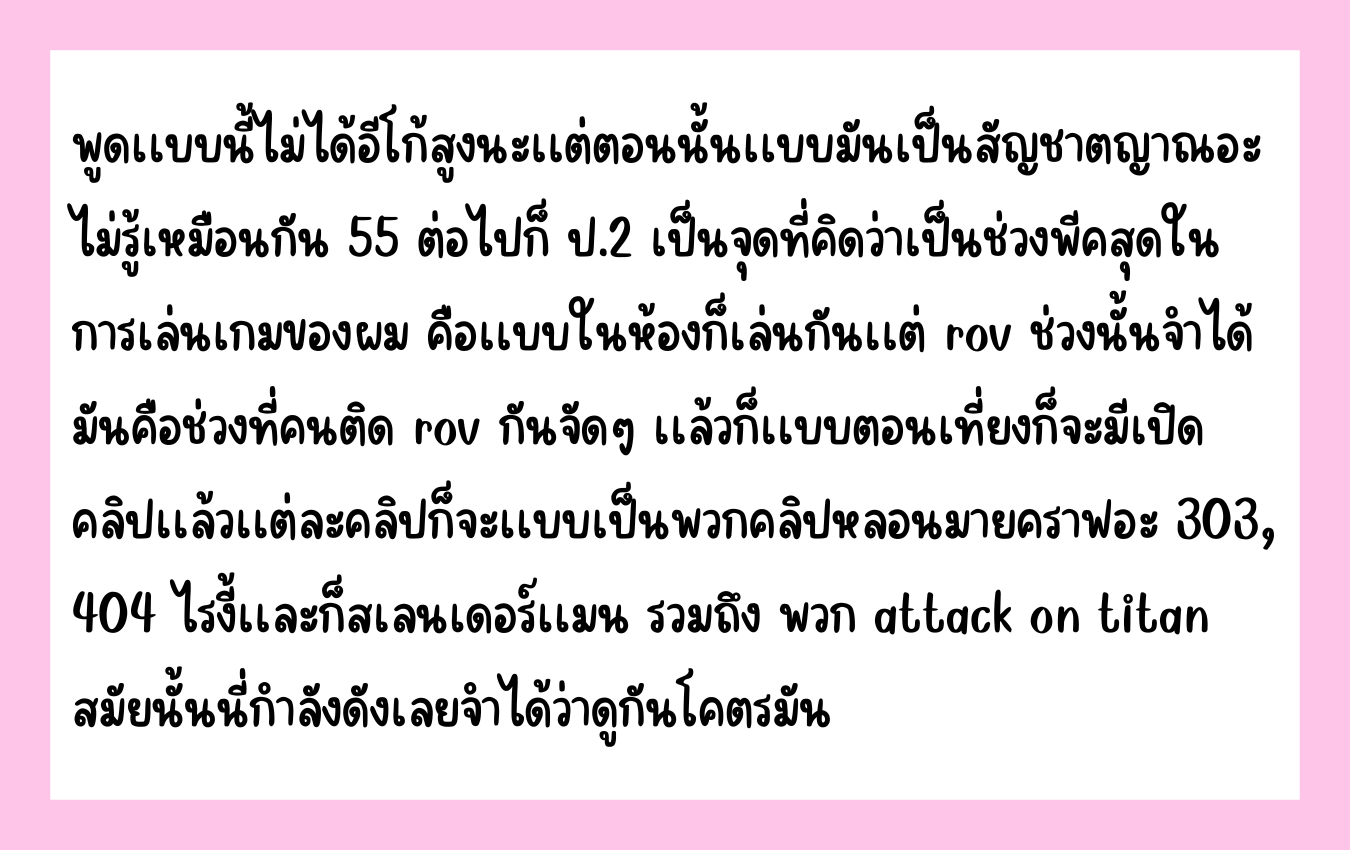 พูดแบบนี้ไม่ได้อีโก้สูงนะแต่ตอนนั้นแบบมันเป็นสัญชาตญาณอะ
ไม่รู้เหมือนกัน 55 ต่อไปก็ ป.2 เป็นจุดที่คิดว่าเป็นช่วงพีคสุดใน
การเล่นเกมของผม คือแบบในห้องก็เล่นกันแต่ rov ช่วงนั้นจำได้
มันคือช่วงที่คนติด rov กันจัดๆ แล้วก็แบบตอนเที่ยงก็จะมีเปิด
คลิปแล้วแต่ละคลิปก็จะแบบเป็นพวกคลิปหลอนมายคราฟอะ 303,
404 ไรงี้และก็สเลนเดอร์แมน รวมถึง พวก attack on titan
สมัยนั้นนี่กำลังดังเลยจำได้ว่าดูกันโคตรมัน